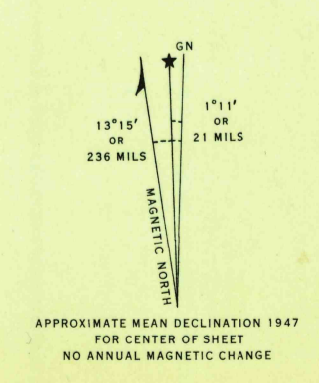 GN
1°11'
OR
21 MILS
13°15'
OR
236 MILS
MAGNETIC NORTH
APPROXIMATE MEAN DECLINATION 1947
FOR CENTER OF SHEET
NO ANNUAL MAGNETIC CHANGE